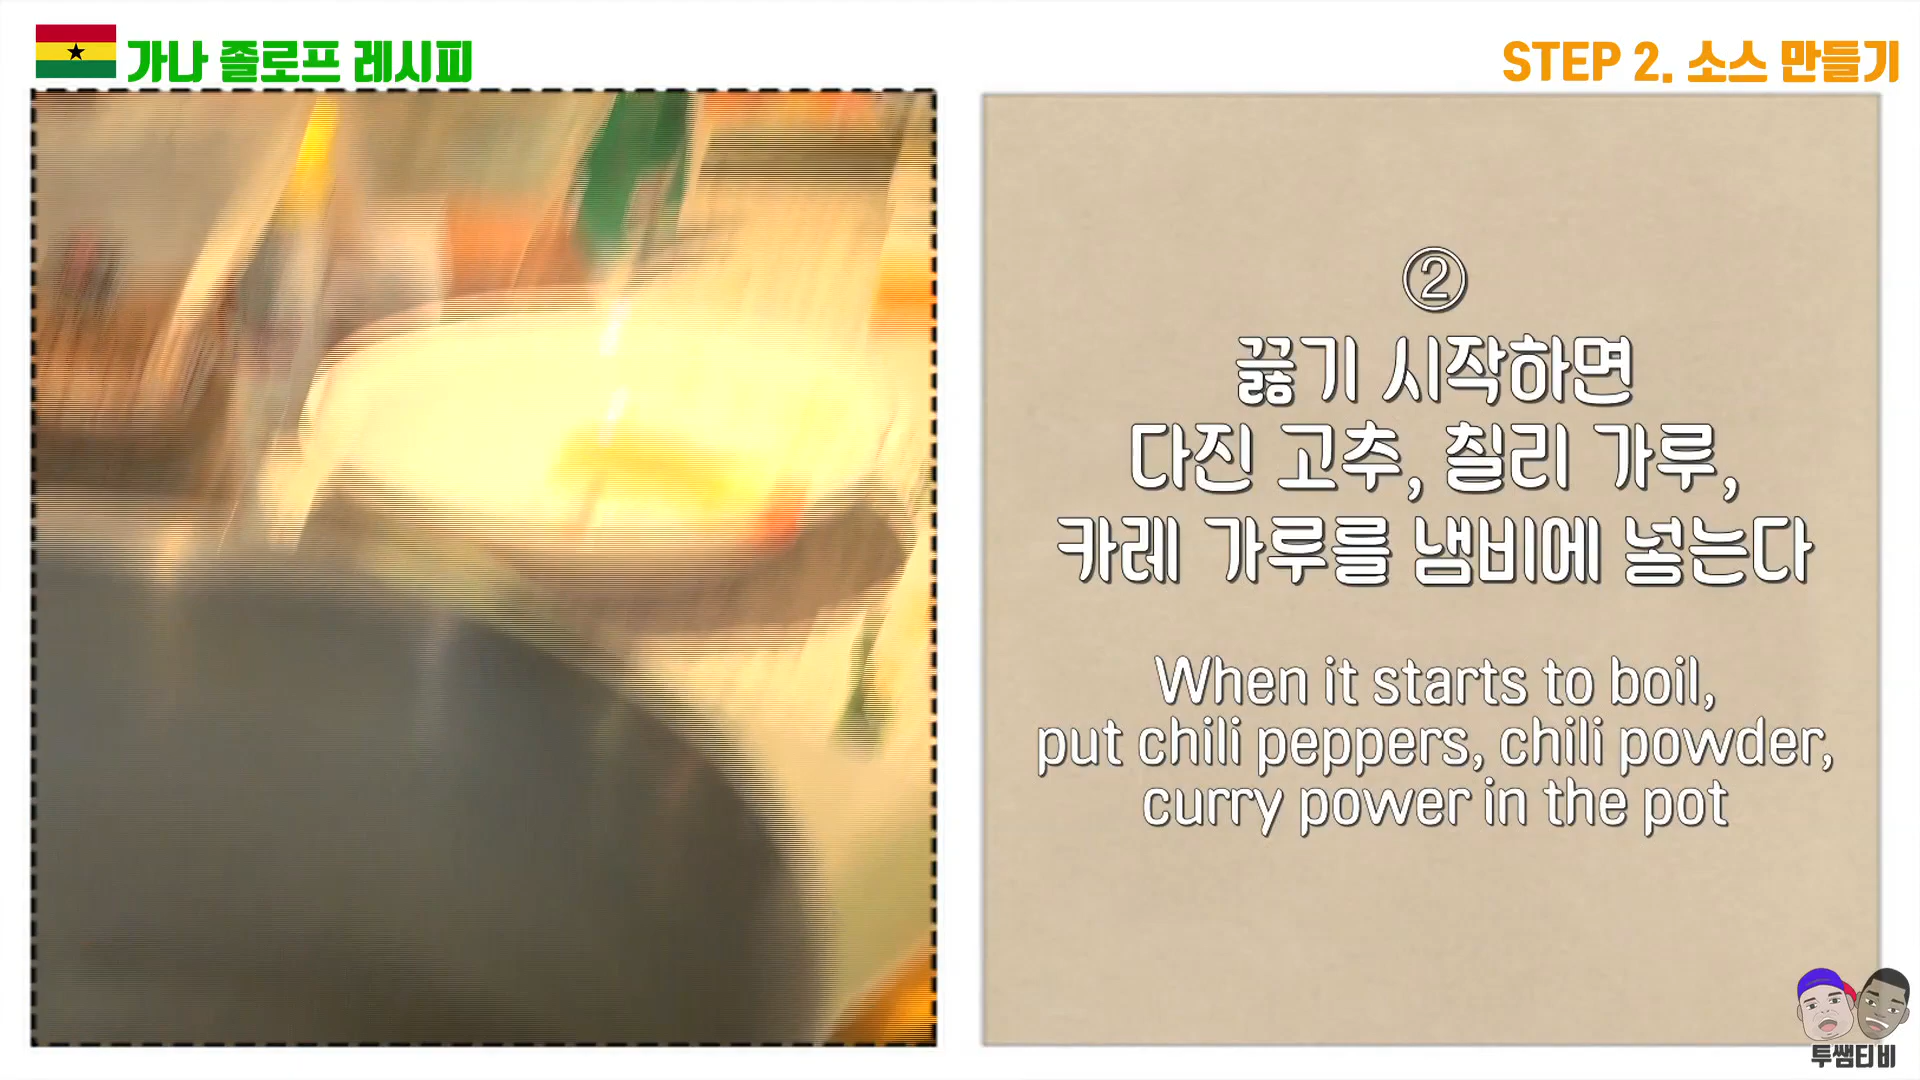 가나 졸로프 레시피
STEP 2. 소스 만들기
②
끓기 시작하면
다진 고추, 칠리 가루,
카레 가루를 냄비에 넣는다
When it starts to boil,
put chili peppers, chili powder,
curry power in the pot
투쌤티비